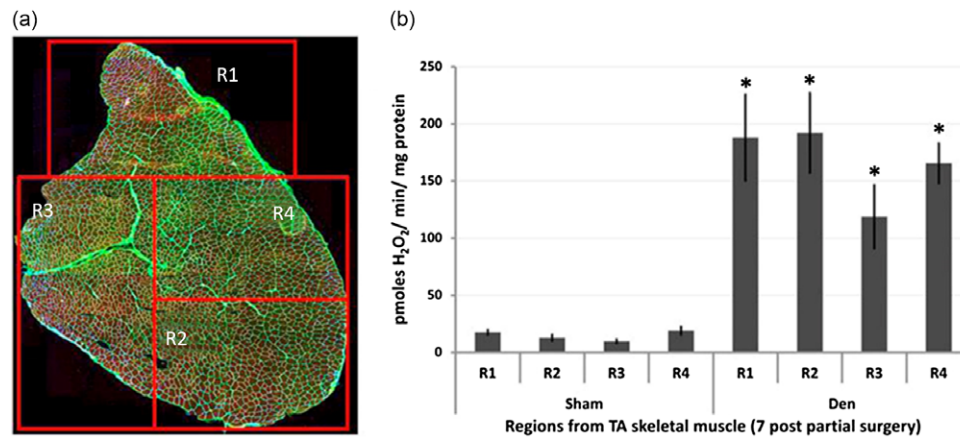 (a)
R1
R3
R4
R2
(b)
pmoles H₂O₂/ min/ mg protein
250
200
150
100
50
0
* * * *
R1 R2 R3 R4 R1 R2 R3 R4
Sham Den
Regions from TA skeletal muscle (7 post partial surgery)